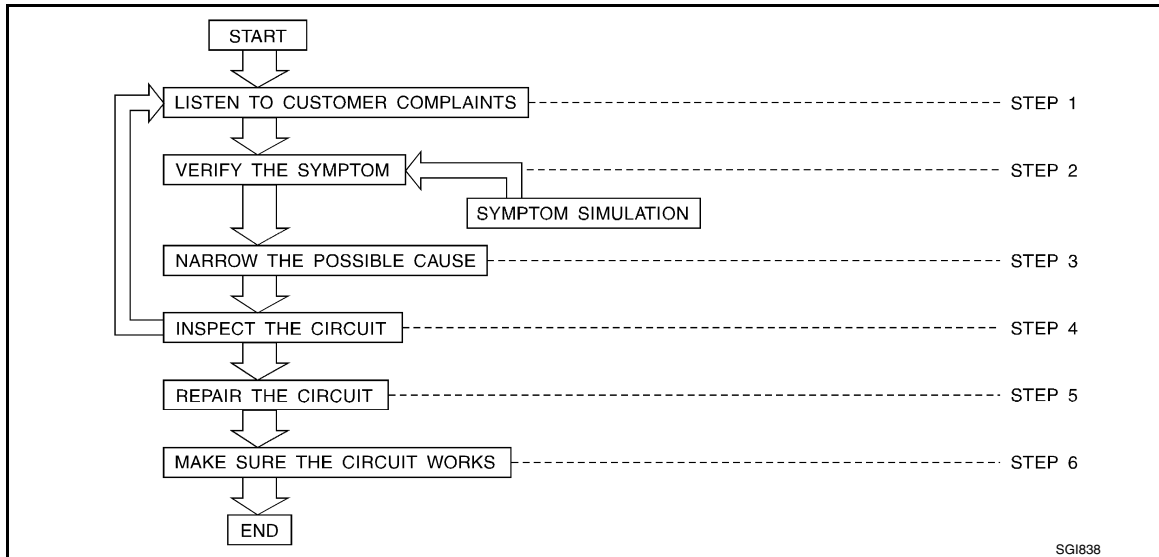 START
LISTEN TO CUSTOMER COMPLAINTS STEP 1
VERIFY THE SYMPTOM STEP 2
SYMPTOM SIMULATION
NARROW THE POSSIBLE CAUSE STEP 3
INSPECT THE CIRCUIT STEP 4
REPAIR THE CIRCUIT STEP 5
MAKE SURE THE CIRCUIT WORKS STEP 6
END
SGI838